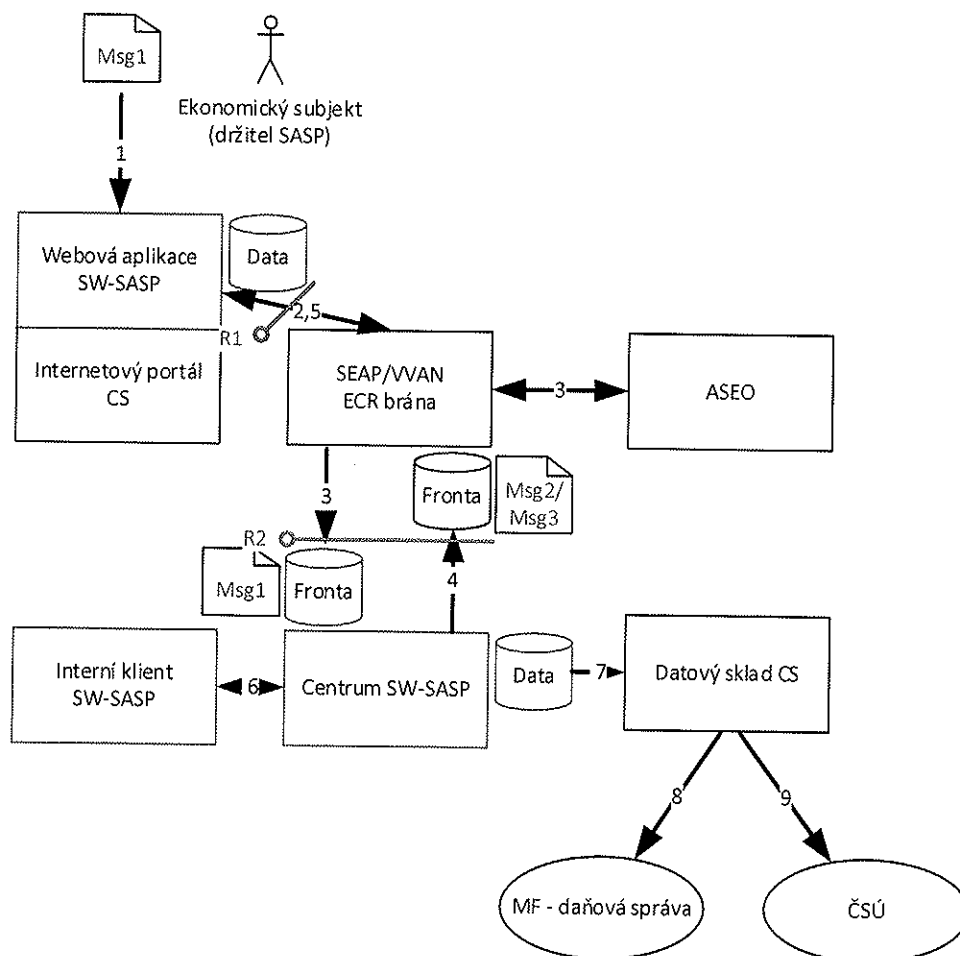 Msg1
Ekonomický subjekt
(držitel SASP)
1
Webová aplikace
SW-SASP
Data
2,5
R1
Internetový portál
CS
SEAP/VVAN
ECR brána
3
ASEO
3
Fronta
Msg2/
Msg3
R2
Msg1
Fronta
4
Interní klient
SW-SASP
6
Centrum SW-SASP
Data
7
Datový sklad CS
8
9
MF - daňová správa
ČSÚ